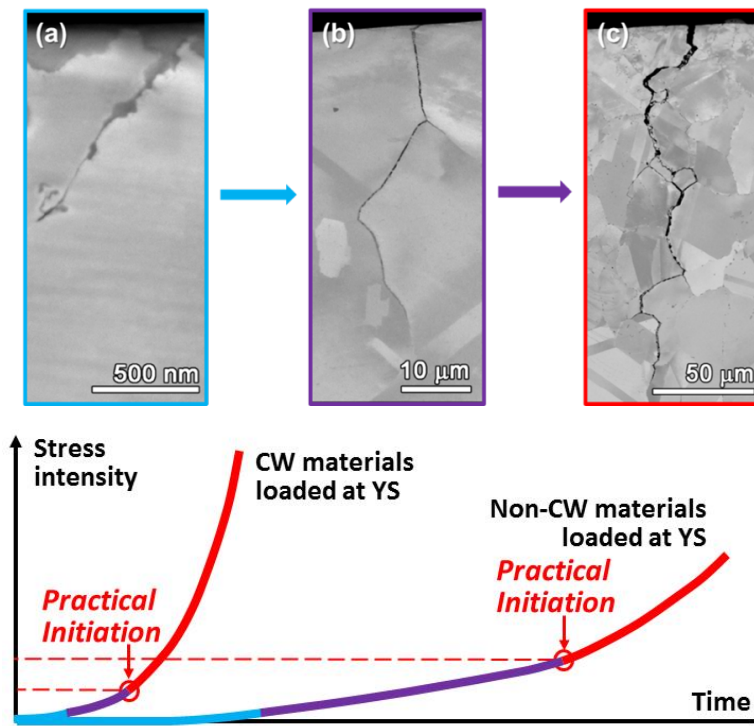 (a)
(b)
(c)
500 nm
10 µm
50 µm
Stress
intensity
CW materials
loaded at YS
Non-CW materials
loaded at YS
Practical
Initiation
Practical
Initiation
Time